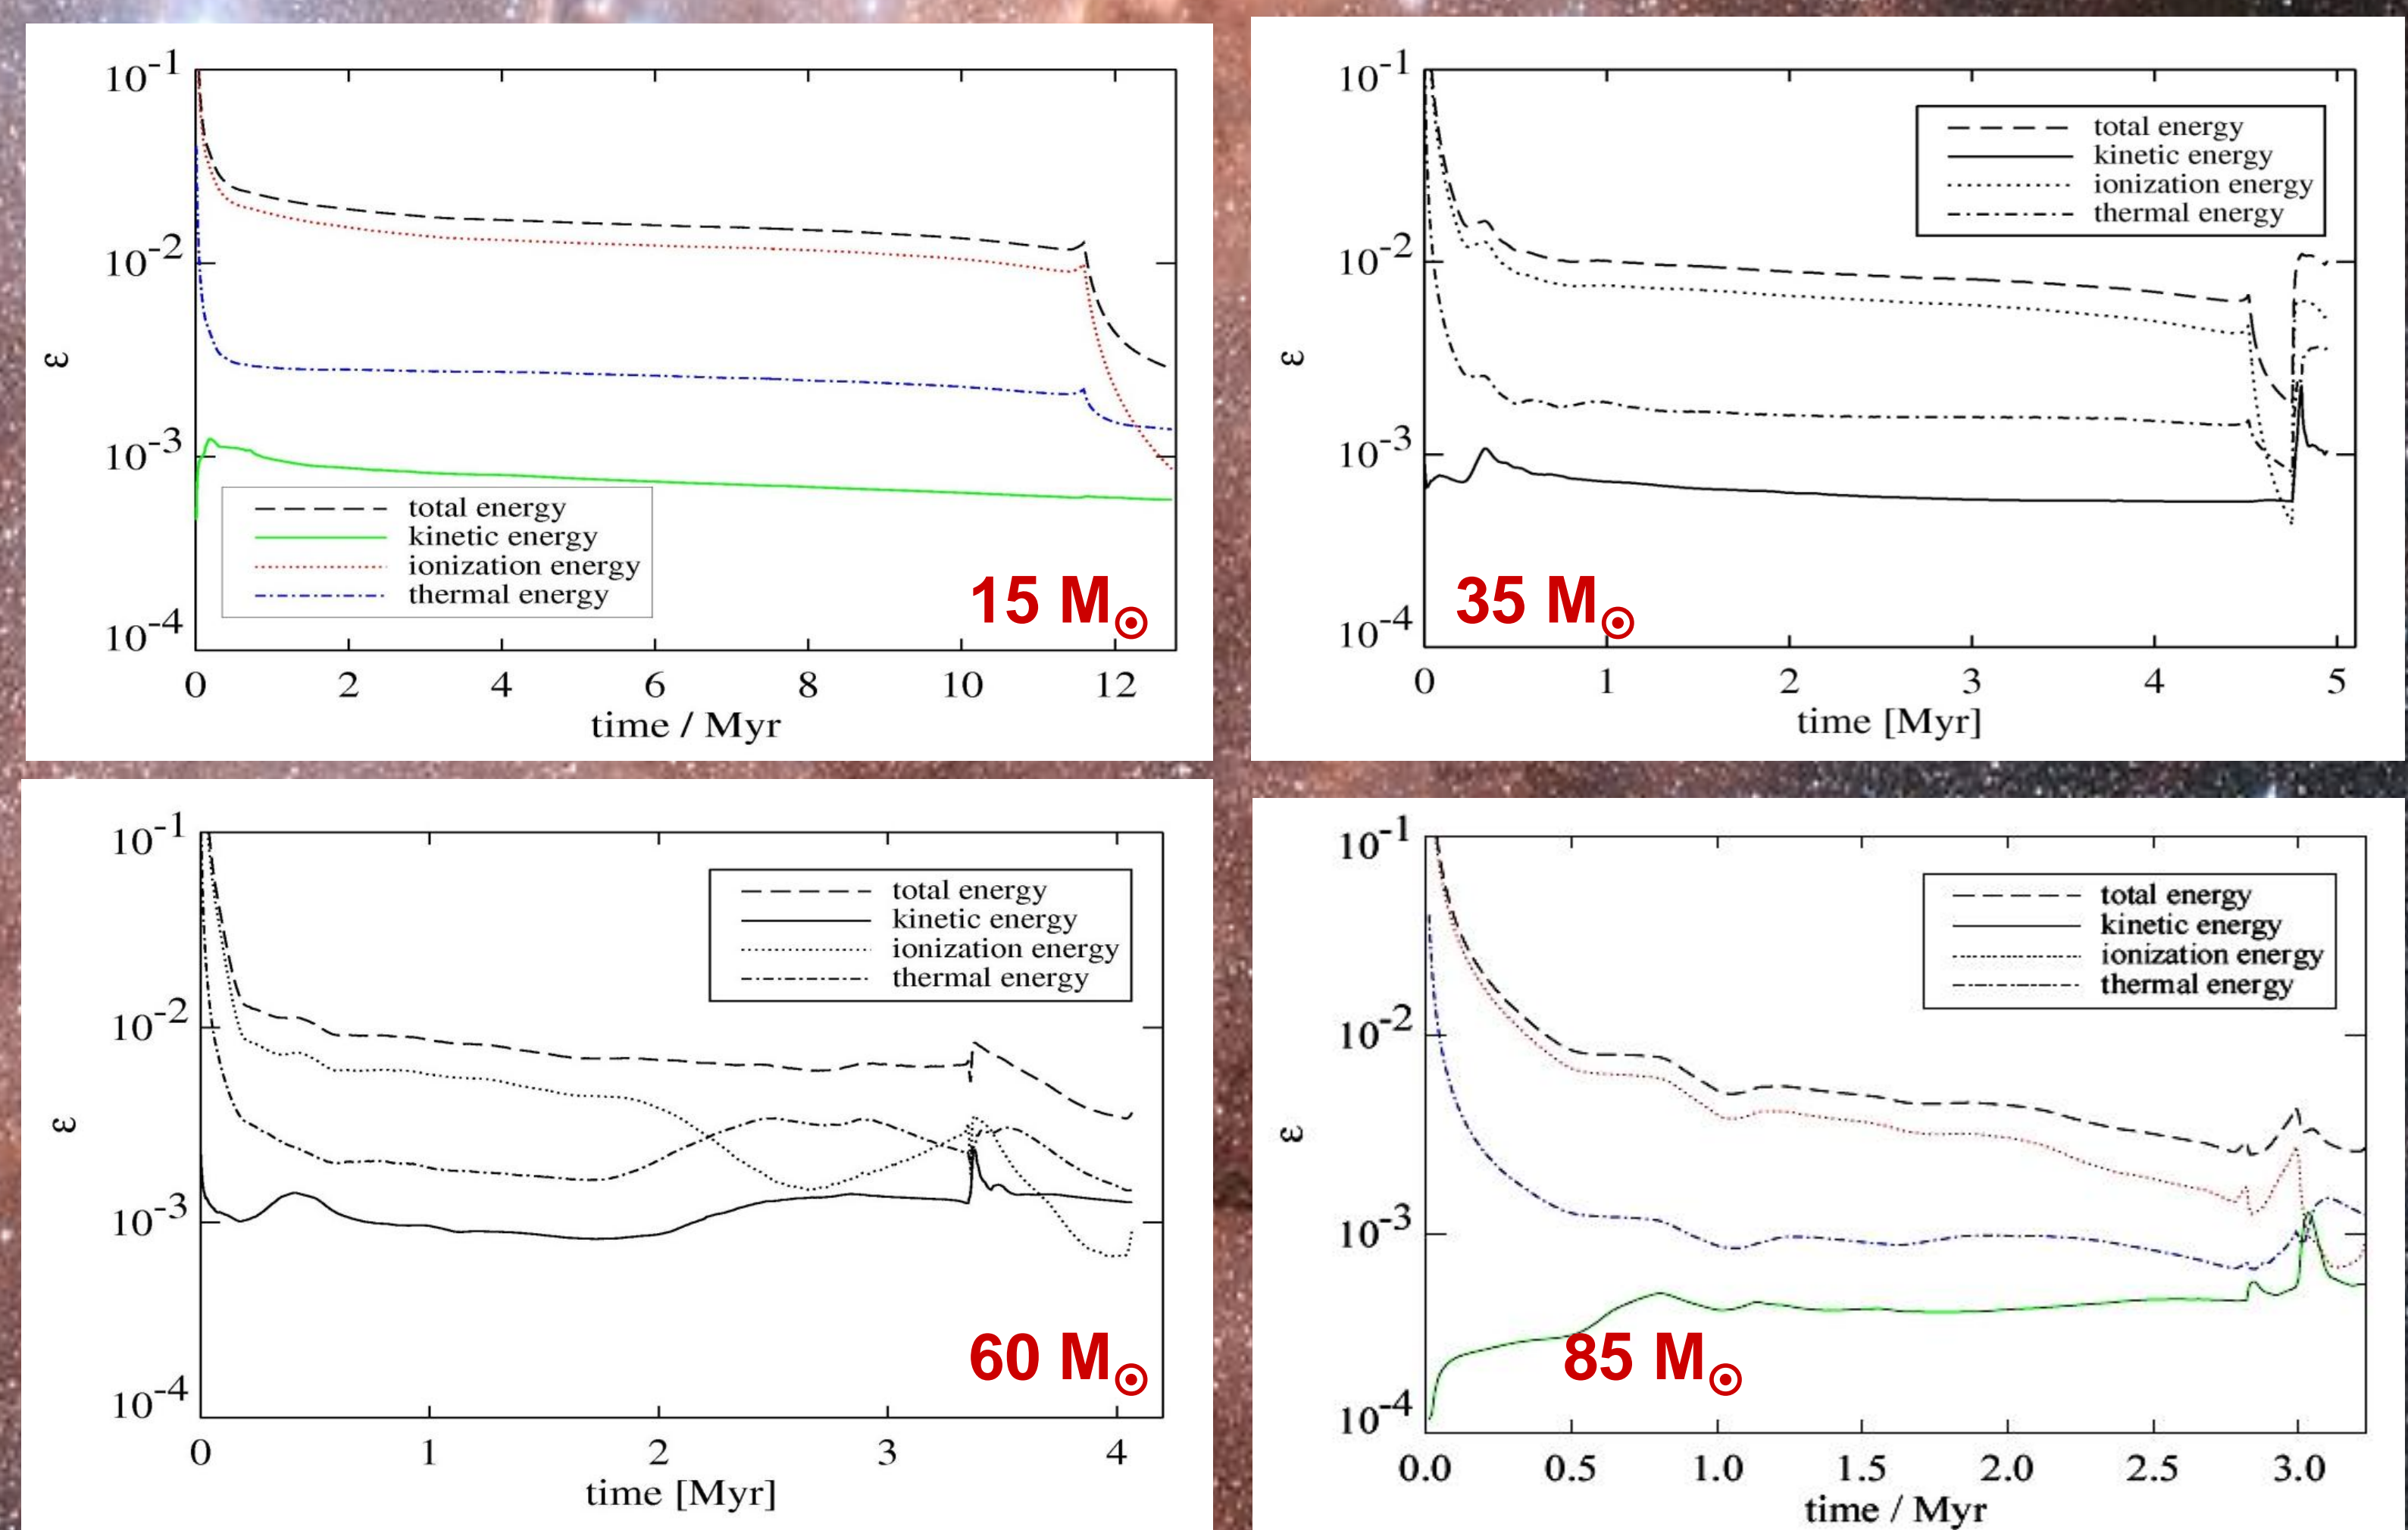 10-1
10-2
10-3
10-4
ε
total energy
kinetic energy
ionization energy
thermal energy
15 M☉
0 2 4 6 8 10 12
time / Myr
10-1
10-2
10-3
10-4
ε
total energy
kinetic energy
ionization energy
thermal energy
35 M☉
0 1 2 3 4 5
time [Myr]
10-1
10-2
10-3
10-4
ε
total energy
kinetic energy
ionization energy
thermal energy
60 M☉
0 1 2 3 4
time [Myr]
10-1
10-2
10-3
10-4
ε
total energy
kinetic energy
ionization energy
thermal energy
85 M☉
0.0 0.5 1.0 1.5 2.0 2.5 3.0
time / Myr